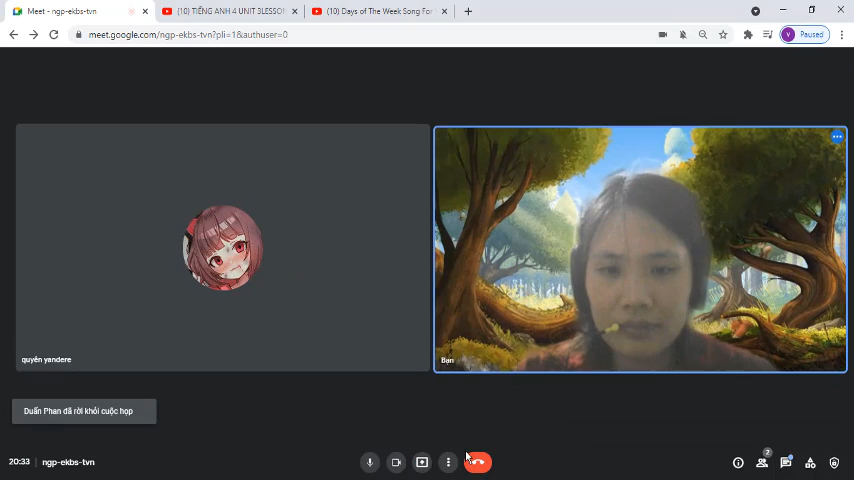 Meet - ngp-ekbs-tvn
(10) TIẾNG ANH 4 UNIT 3LESSON
(10) Days of The Week Song For
meet.google.com/ngp-ekbs-tvn?pli=1&authuser=0
V
Paused
quyên yandere
Bạn
Duẩn Phan đã rời khỏi cuộc họp
20:33
ngp-ekbs-tvn
2